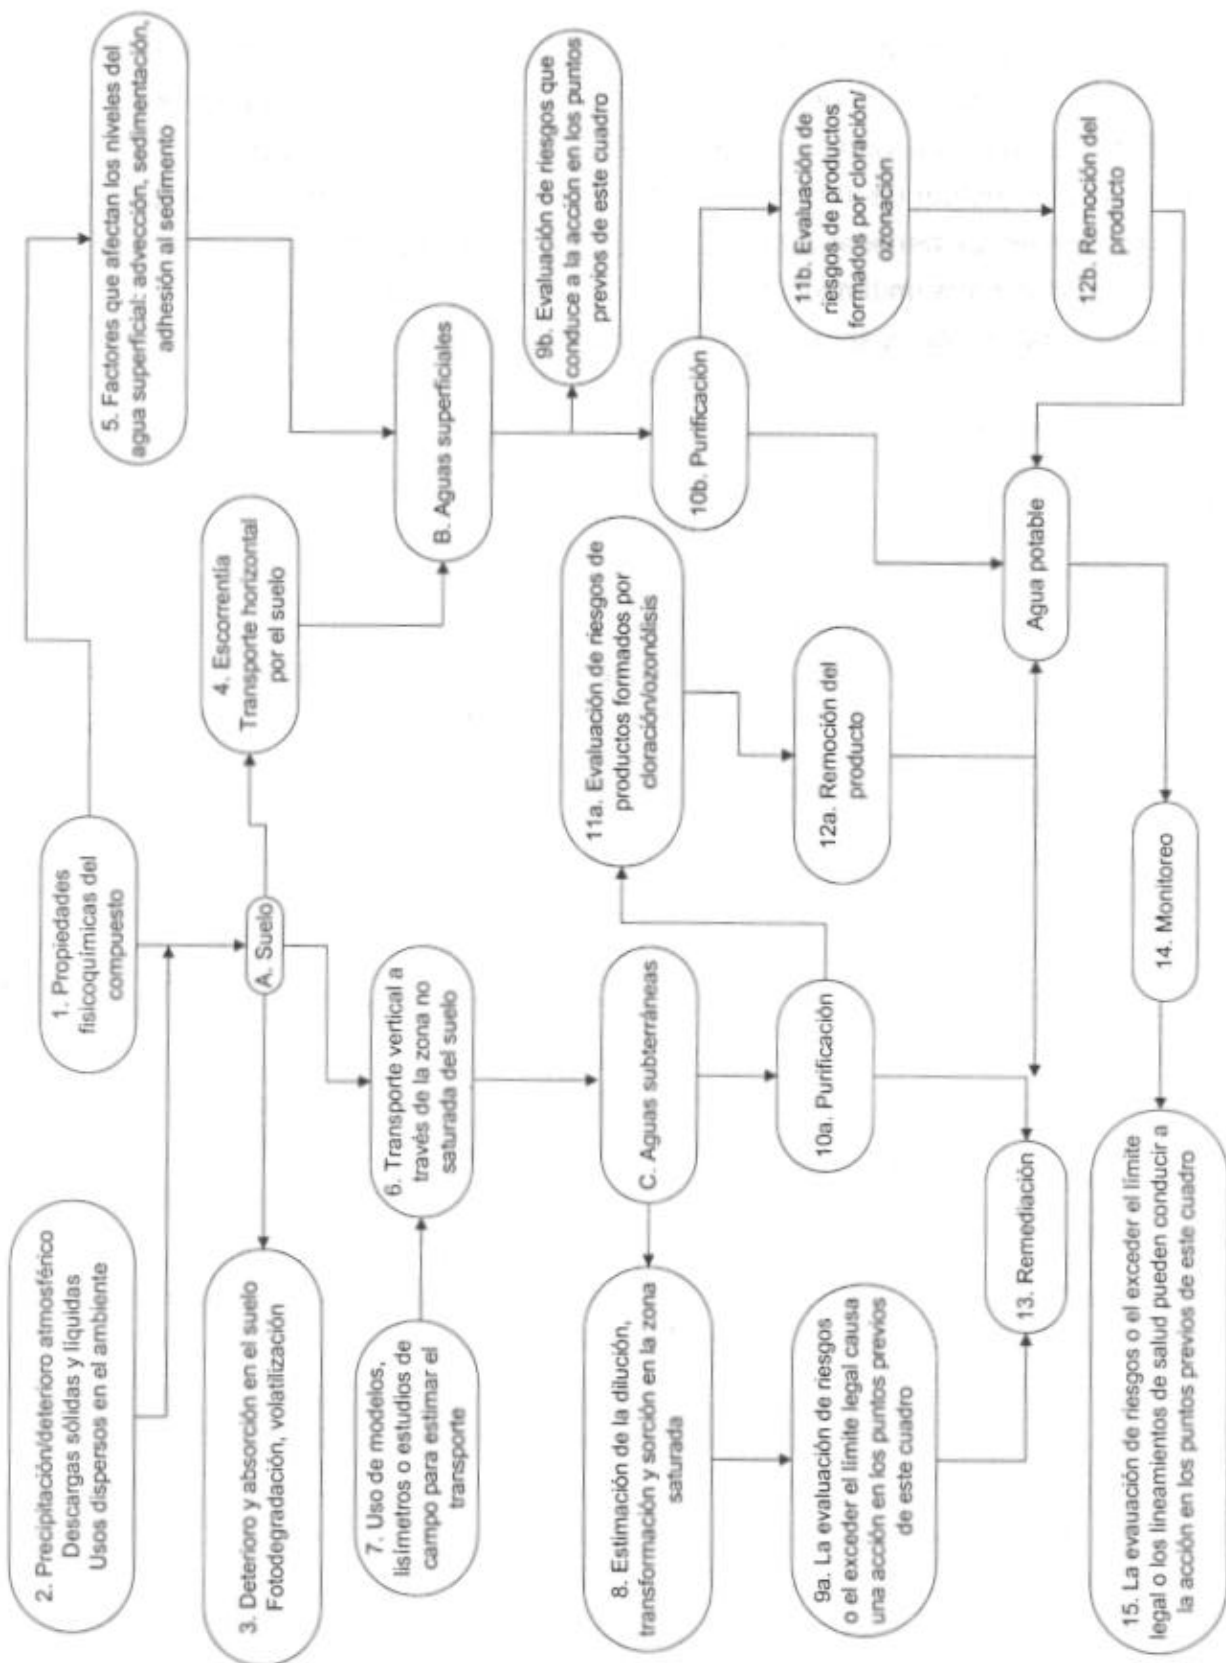 1. Propiedades
fisicoquímicas del
compuesto
2. Precipitación/deterioro atmosférico
Descargas sólidas y líquidas
Usos dispersos en el ambiente
A. Suelo
3. Deterioro y absorción en el suelo
Fotodegradación, volatilización
4. Escorrentía
Transporte horizontal
por el suelo
5. Factores que afectan los niveles del
agua superficial: advección, sedimentación,
adhesión al sedimento
6. Transporte vertical a
través de la zona no
saturada del suelo
7. Uso de modelos,
lisímetros o estudios de
campo para estimar el
transporte
B. Aguas superficiales
C. Aguas subterráneas
8. Estimación de la dilución,
transformación y sorción en la zona
saturada
9a. La evaluación de riesgos
o el exceder el límite legal causa
una acción en los puntos previos
de este cuadro
9b. Evaluación de riesgos que
conduce a la acción en los puntos
previos de este cuadro
10a. Purificación
10b. Purificación
11a. Evaluación de riesgos de
productos formados por
cloración/ozonólisis
11b. Evaluación de
riesgos de productos
formados por cloración/
ozonación
12a. Remoción del
producto
12b. Remoción del
producto
Agua potable
13. Remediación
14. Monitoreo
15. La evauación de riesgos o el exceder el límite
legal o los lineamientos de salud pueden conducir a
la acción en los puntos previos de este cuadro